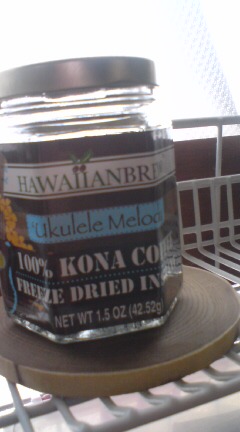 HAWAIIANBR
'Ukulele Melod
100% KONA CO
FREEZE DRIED IN
NET WT 1.5 OZ (42.52g)